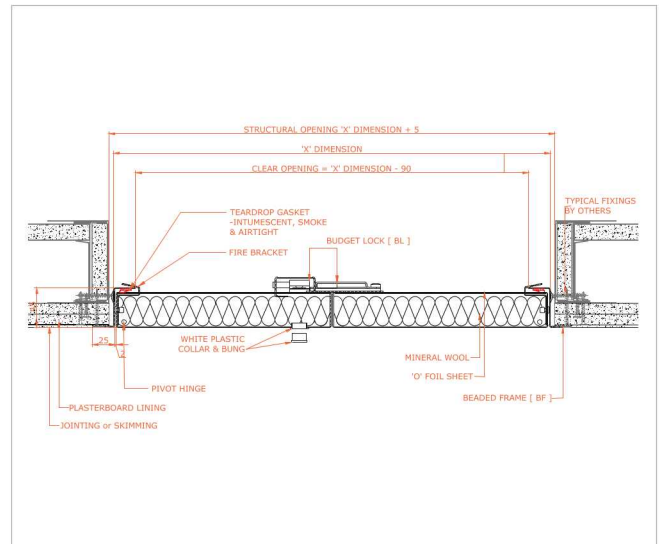 STRUCTURAL OPENING 'X' DIMENSION + 5
'X' DIMENSION
CLEAR OPENING = 'X' DIMENSION - 90
TEARDROP GASKET
-INTUMESCENT, SMOKE
& AIRTIGHT
FIRE BRACKET
BUDGET LOCK [ BL ]
TYPICAL FIXINGS
BY OTHERS
25
2
WHITE PLASTIC
COLLAR & BUNG
MINERAL WOOL
'O' FOIL SHEET
PIVOT HINGE
BEADED FRAME [ BF ]
PLASTERBOARD LINING
JOINTING or SKIMMING